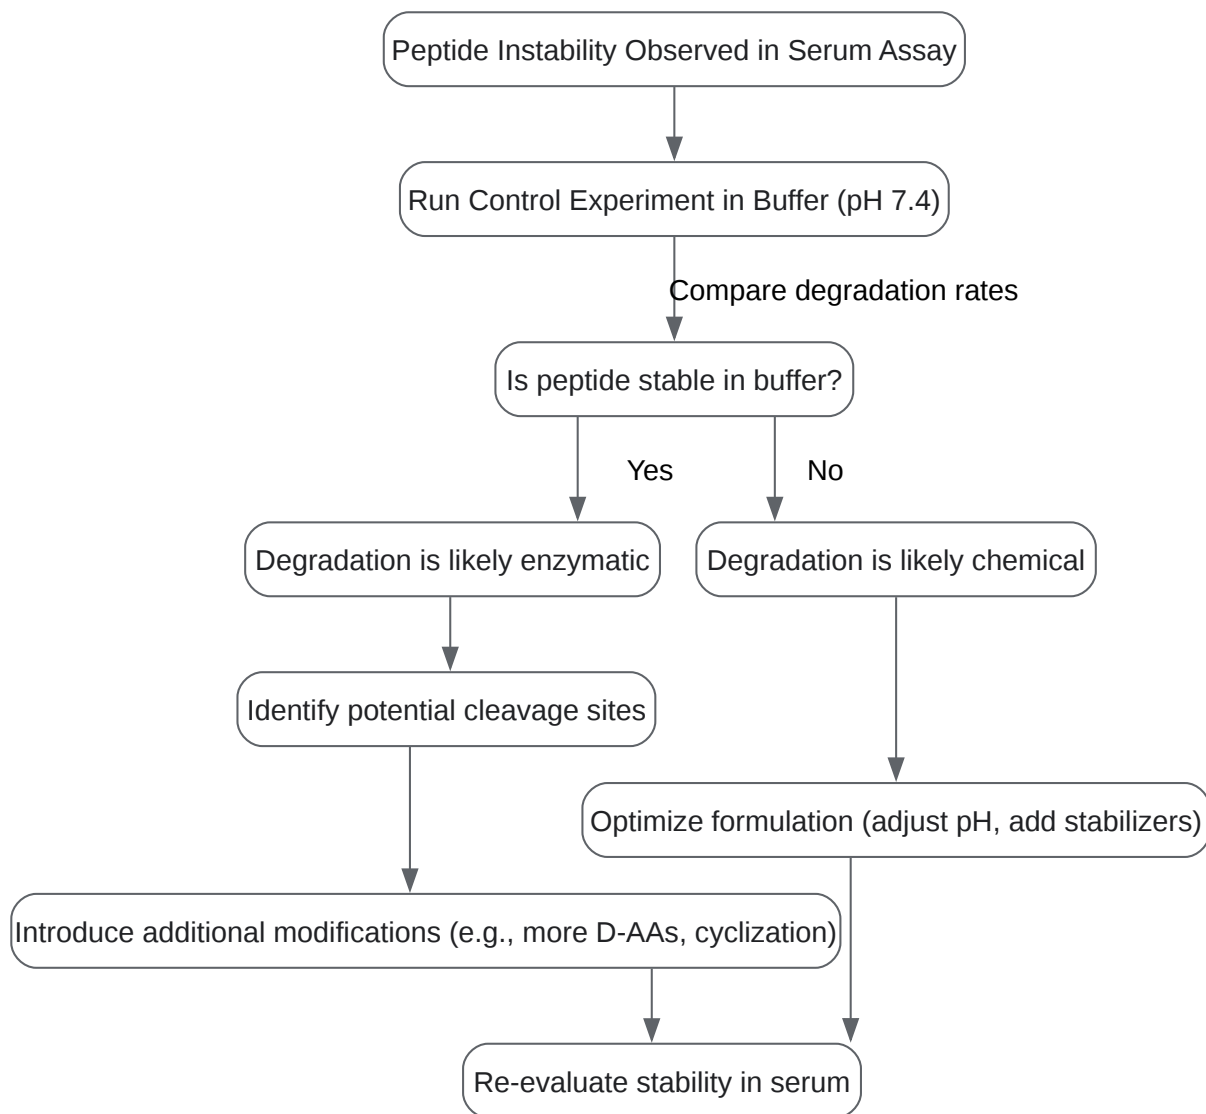 Peptide Instability Observed in Serum Assay
Run Control Experiment in Buffer (pH 7.4)
Compare degradation rates
Is peptide stable in buffer?
Yes
No
Degradation is likely enzymatic
Degradation is likely chemical
Identify potential cleavage sites
Optimize formulation (adjust pH, add stabilizers)
Introduce additional modifications (e.g., more D-AAs, cyclization)
Re-evaluate stability in serum